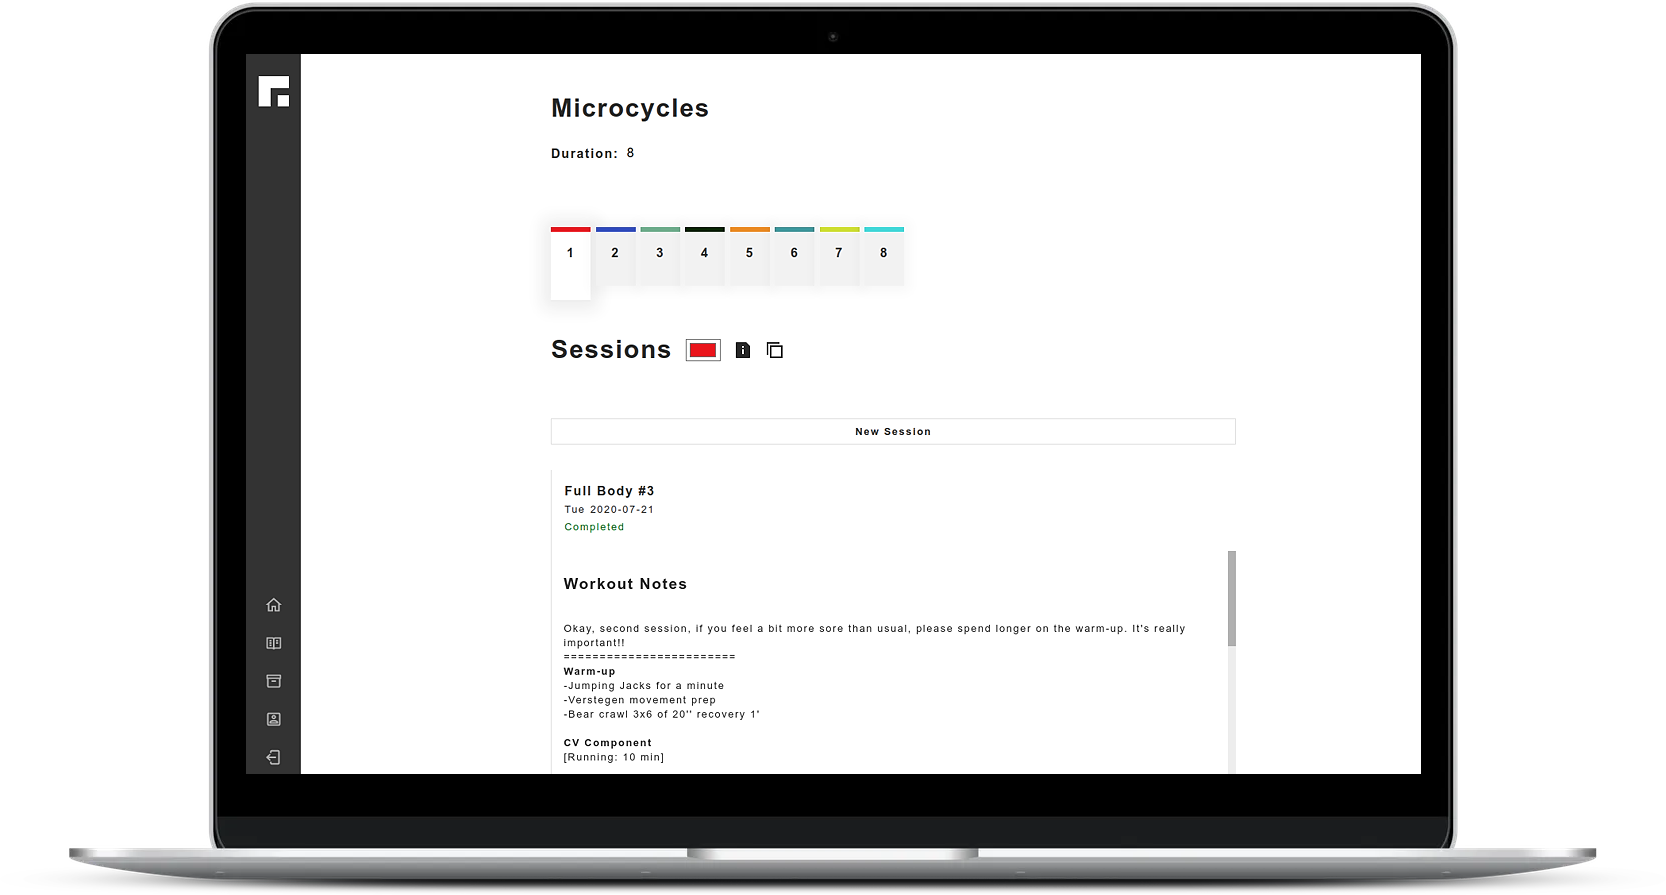 Microcycles
Duration: 8
1 2 3 4 5 6 7 8
Sessions
New Session
Full Body #3
Tue 2020-07-21
Completed
Workout Notes
Okay, second session, if you feel a bit more sore than usual, please spend longer on the warm-up. It's really
important!!
========================
Warm-up
-Jumping Jacks for a minute
-Verstegen movement prep
-Bear crawl 3x6 of 20'' recovery 1'
CV Component
[Running: 10 min]